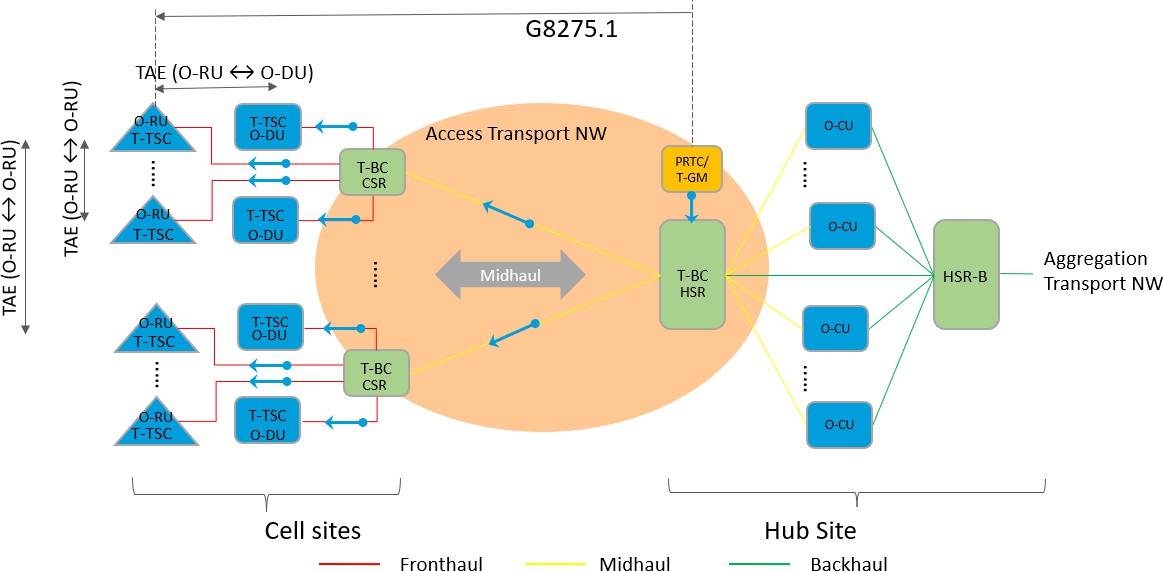 G8275.1
TAE (O-RU ↔ O-DU)
TAE (O-RU ↔ O-RU)
TAE (O-RU ↔ O-RU)
O-RU
T-TSC
O-RU
T-TSC
O-RU
T-TSC
O-RU
T-TSC
T-TSC
O-DU
T-TSC
O-DU
T-TSC
O-DU
T-TSC
O-DU
T-BC
CSR
T-BC
CSR
Access Transport NW
Midhaul
PRTC/
T-GM
T-BC
HSR
O-CU
O-CU
O-CU
O-CU
HSR-B
Aggregation
Transport NW
Cell sites
Hub Site
Fronthaul
Midhaul
Backhaul